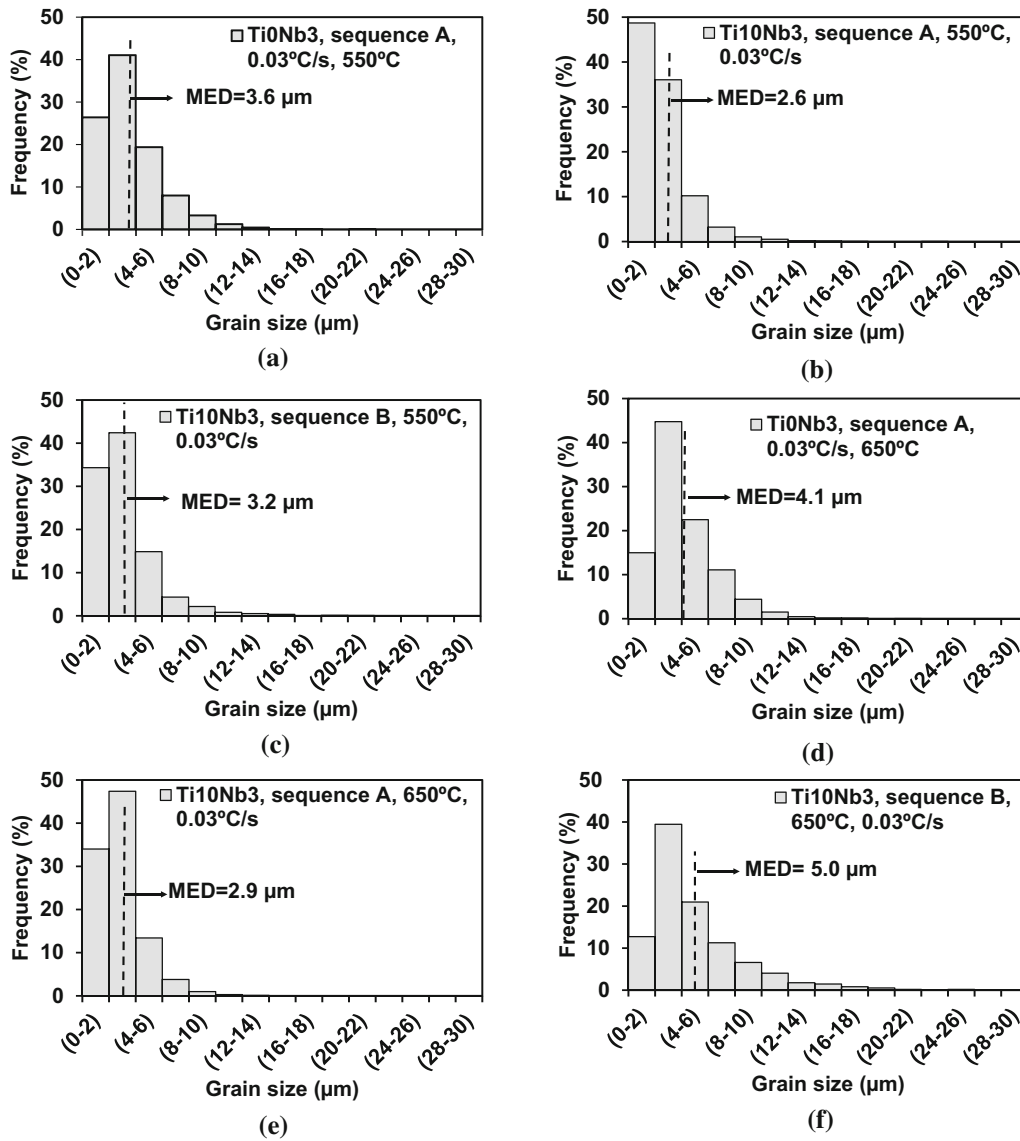 50
40
30
20
10
0
Frequency (%)
Ti0Nb3, sequence A,
0.03ºC/s, 550ºC
MED=3.6 µm
(0-2)
(4-6)
(8-10)
(12-14)
(16-18)
(20-22)
(24-26)
(28-30)
Grain size (µm)
(a)
50
40
30
20
10
0
Frequency (%)
Ti10Nb3, sequence A, 550ºC,
0.03ºC/s
MED=2.6 µm
(0-2)
(4-6)
(8-10)
(12-14)
(16-18)
(20-22)
(24-26)
(28-30)
Grain size (µm)
(b)
50
40
30
20
10
0
Frequency (%)
Ti10Nb3, sequence B, 550ºC,
0.03ºC/s
MED= 3.2 µm
(0-2)
(4-6)
(8-10)
(12-14)
(16-18)
(20-22)
(24-26)
(28-30)
Grain size (µm)
(c)
50
40
30
20
10
0
Frequency (%)
Ti0Nb3, sequence A,
0.03ºC/s, 650ºC
MED=4.1 µm
(0-2)
(4-6)
(8-10)
(12-14)
(16-18)
(20-22)
(24-26)
(28-30)
Grain size (µm)
(d)
50
40
30
20
10
0
Frequency (%)
Ti10Nb3, sequence A, 650ºC,
0.03ºC/s
MED=2.9 µm
(0-2)
(4-6)
(8-10)
(12-14)
(16-18)
(20-22)
(24-26)
(28-30)
Grain size (µm)
(e)
50
40
30
20
10
0
Frequency (%)
Ti10Nb3, sequence B,
650ºC, 0.03ºC/s
MED= 5.0 µm
(0-2)
(4-6)
(8-10)
(12-14)
(16-18)
(20-22)
(24-26)
(28-30)
Grain size (µm)
(f)